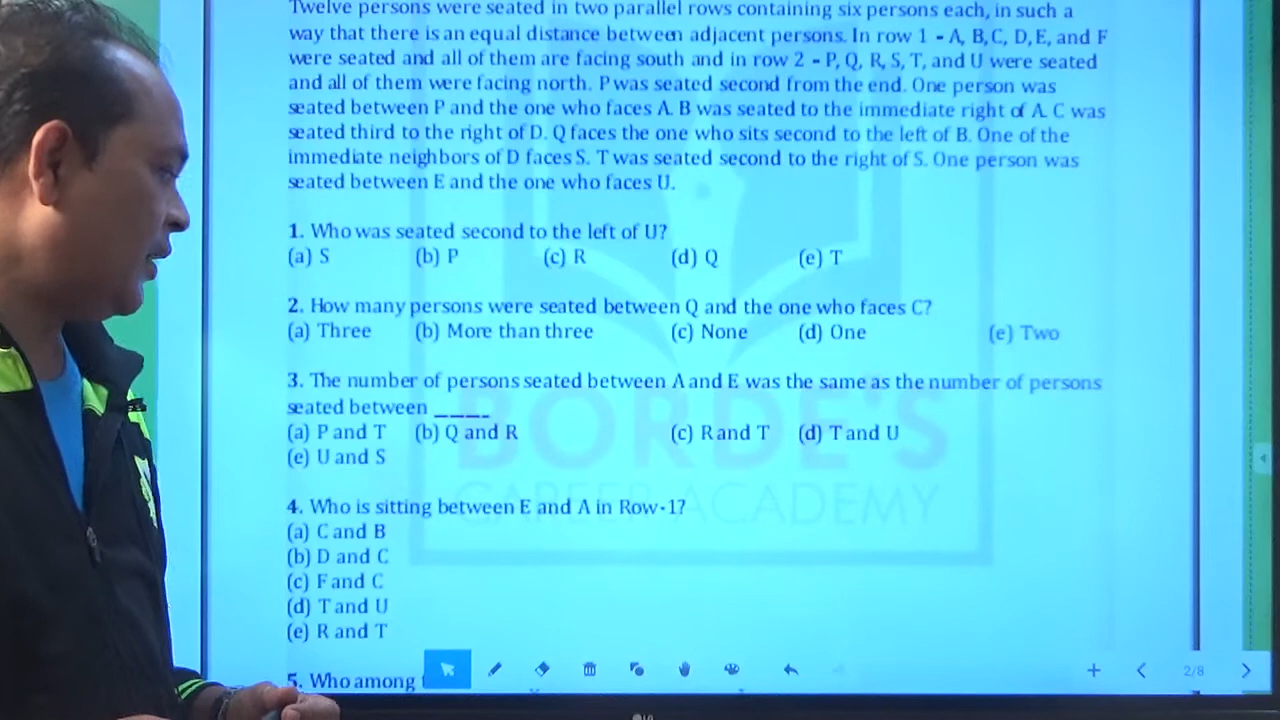 Twelve persons were seated in two parallel rows containing six persons each, in such a
way that there is an equal distance between adjacent persons. In row 1 - A, B, C, D, E, and F
were seated and all of them are facing south and in row 2 - P, Q, R, S, T, and U were seated
and all of them were facing north. P was seated second from the end. One person was
seated between P and the one who faces A. B was seated to the immediate right of A. C was
seated third to the right of D. Q faces the one who sits second to the left of B. One of the
immediate neighbors of D faces S. T was seated second to the right of S. One person was
seated between E and the one who faces U.
1. Who was seated second to the left of U?
(a) S (b) P (c) R (d) Q (e) T
2. How many persons were seated between Q and the one who faces C?
(a) Three (b) More than three (c) None (d) One (e) Two
3. The number of persons seated between A and E was the same as the number of persons
seated between ____
(a) P and T (b) Q and R (c) R and T (d) T and U
(e) U and S
4. Who is sitting between E and A in Row-1?
(a) C and B
(b) D and C
(c) F and C
(d) T and U
(e) R and T
5. Who among
2/8
BORDE'S
CAREER ACADEMY
LG